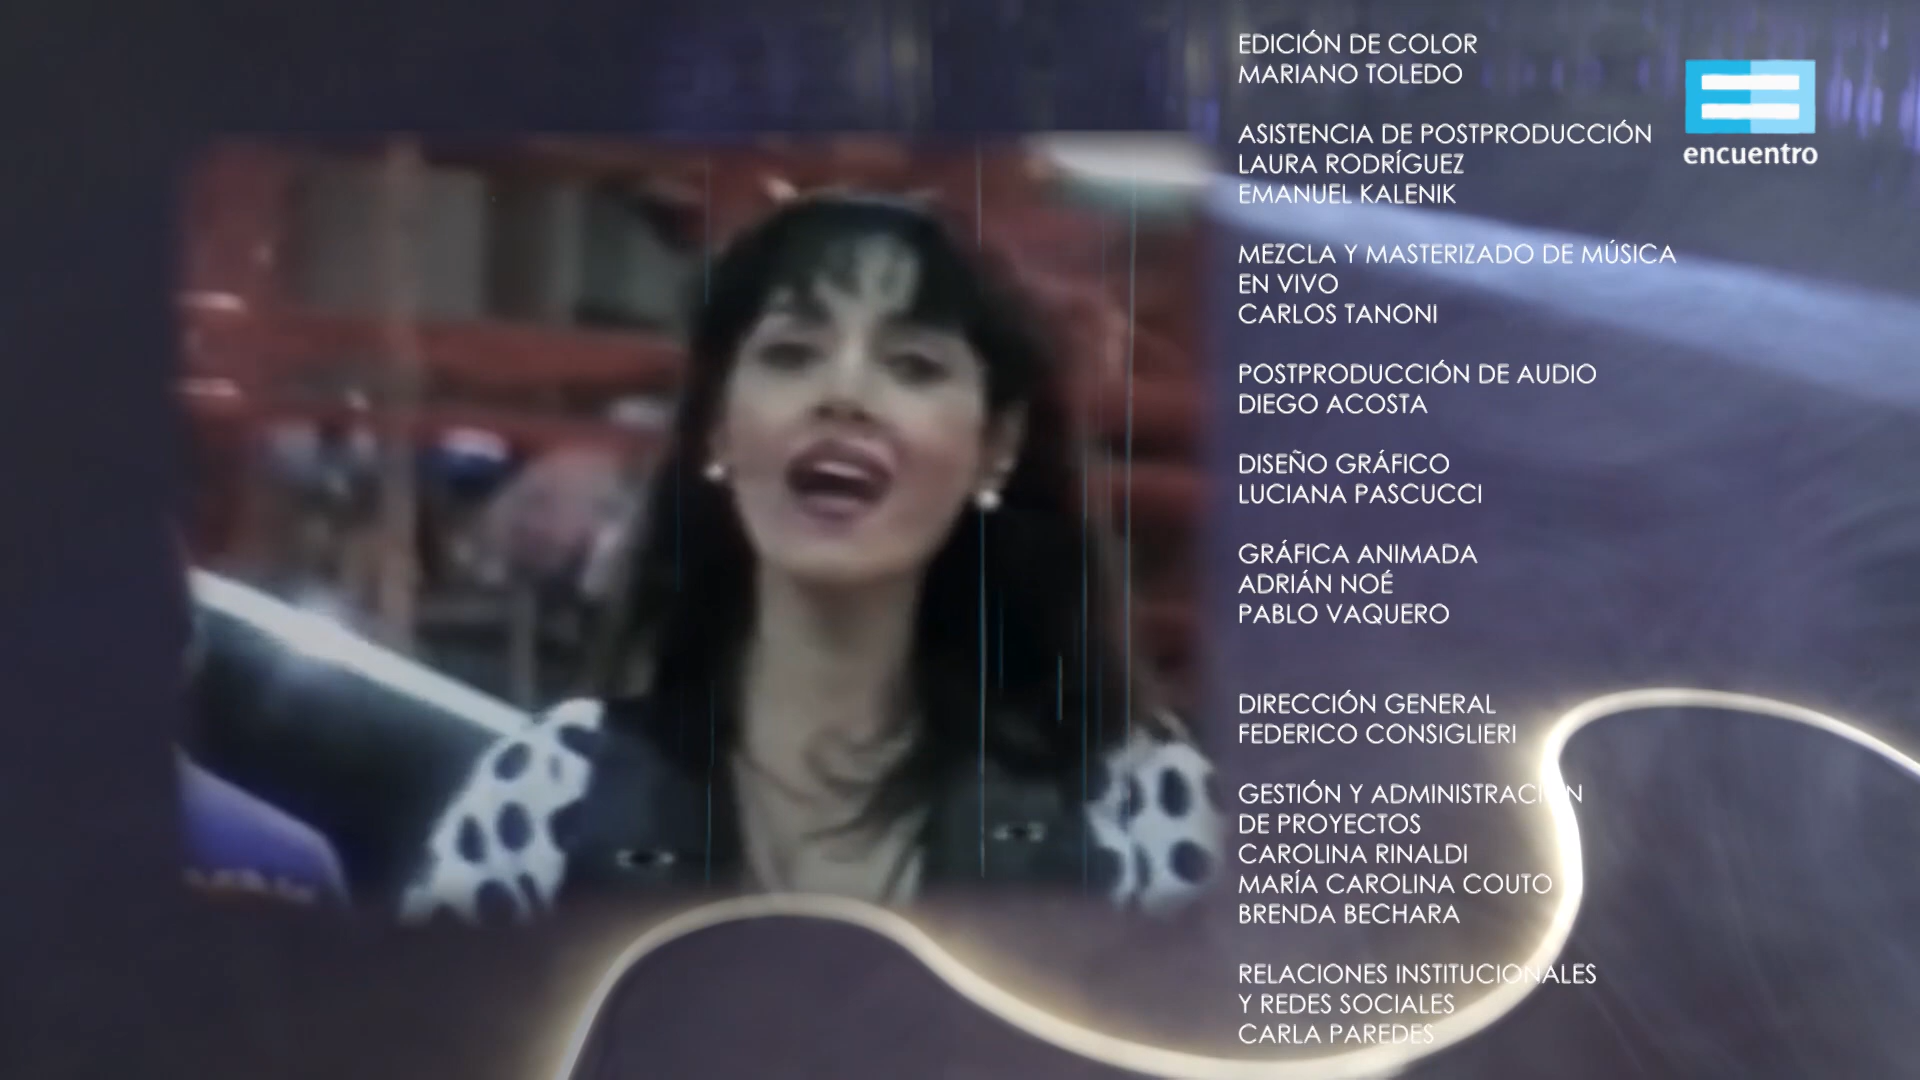 EDICIÓN DE COLOR
MARIANO TOLEDO
ASISTENCIA DE POSTPRODUCCIÓN
LAURA RODRÍGUEZ
EMANUEL KALENIK
MEZCLA Y MASTERIZADO DE MÚSICA
EN VIVO
CARLOS TANONI
POSTPRODUCCIÓN DE AUDIO
DIEGO ACOSTA
DISEÑO GRÁFICO
LUCIANA PASCUCCI
GRÁFICA ANIMADA
ADRIÁN NOÉ
PABLO VAQUERO
DIRECCIÓN GENERAL
FEDERICO CONSIGLIERI
GESTIÓN Y ADMINISTRACIÓN
DE PROYECTOS
CAROLINA RINALDI
MARÍA CAROLINA COUTO
BRENDA BECHARA
RELACIONES INSTITUCIONALES
Y REDES SOCIALES
CARLA PAREDES
encuentro